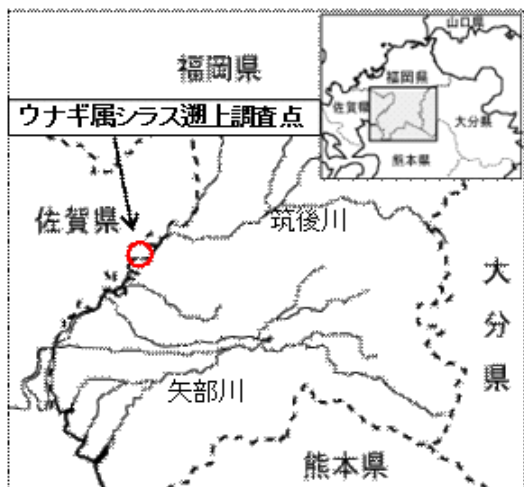 福岡県
ウナギ属シラス遡上調査点
佐賀県
筑後川
大分県
矢部川
熊本県
山口県
福岡県
佐賀県
大分県
熊本県